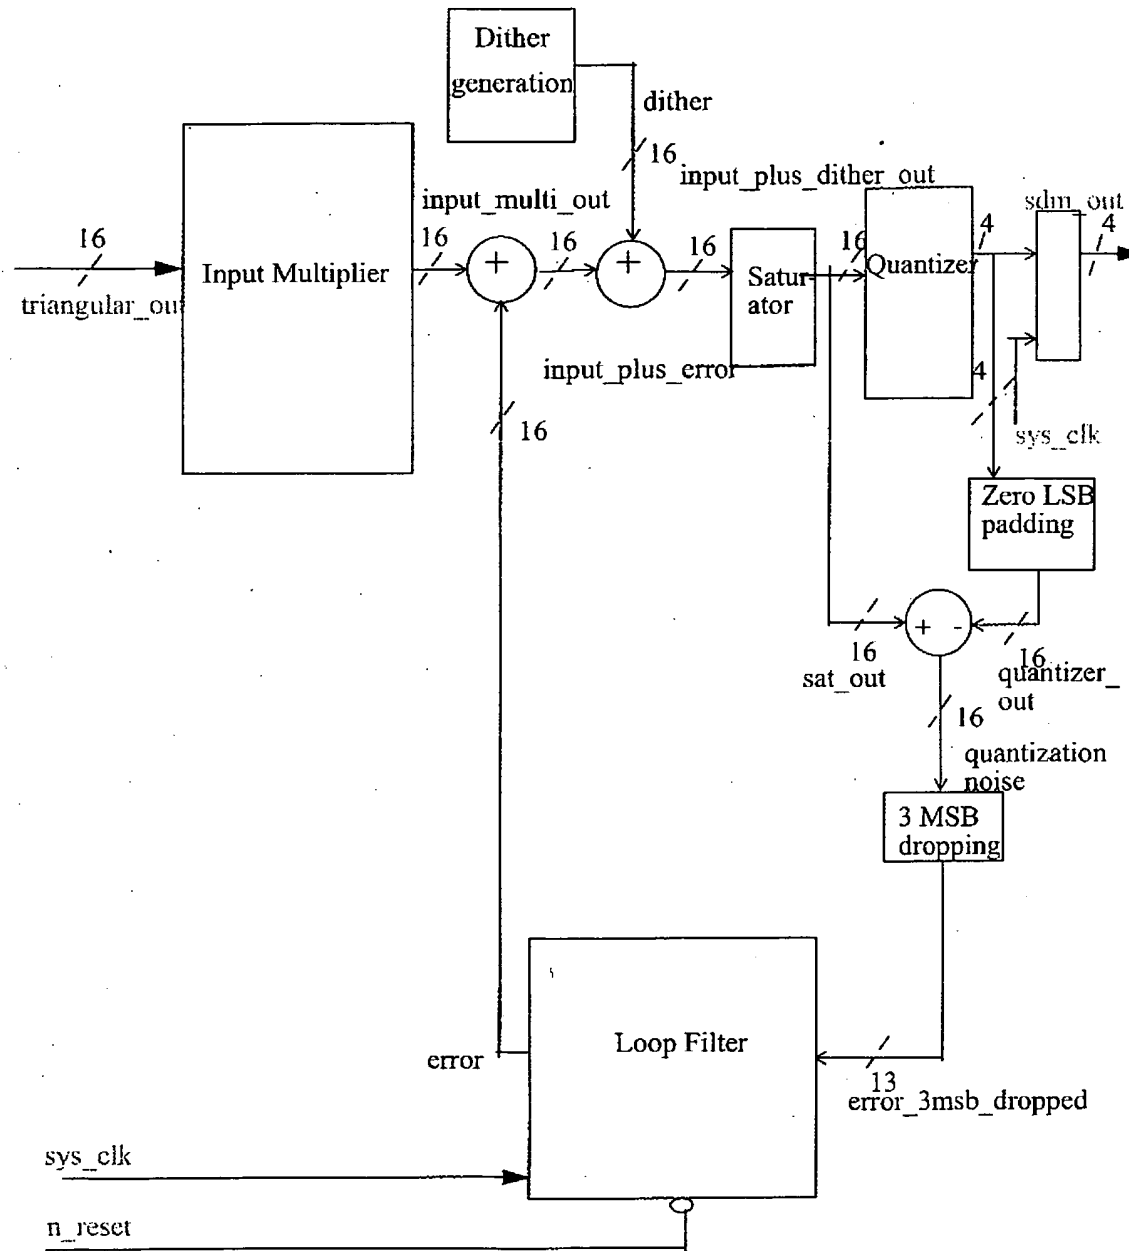 Dither
generation
dither
16
input_plus_dither_out
input_multi_out
sdm_out
16
16
16
16
16
4
4
+
+
Input Multiplier
Satur-
ator
Quantizer
triangular_out
input_plus_error
4
16
sys_clk
Zero LSB
padding
+ -
16
16
sat_out
quantizer_
out
16
quantization
noise
3 MSB
dropping
Loop Filter
error
13
error_3msb_dropped
sys_clk
n_reset